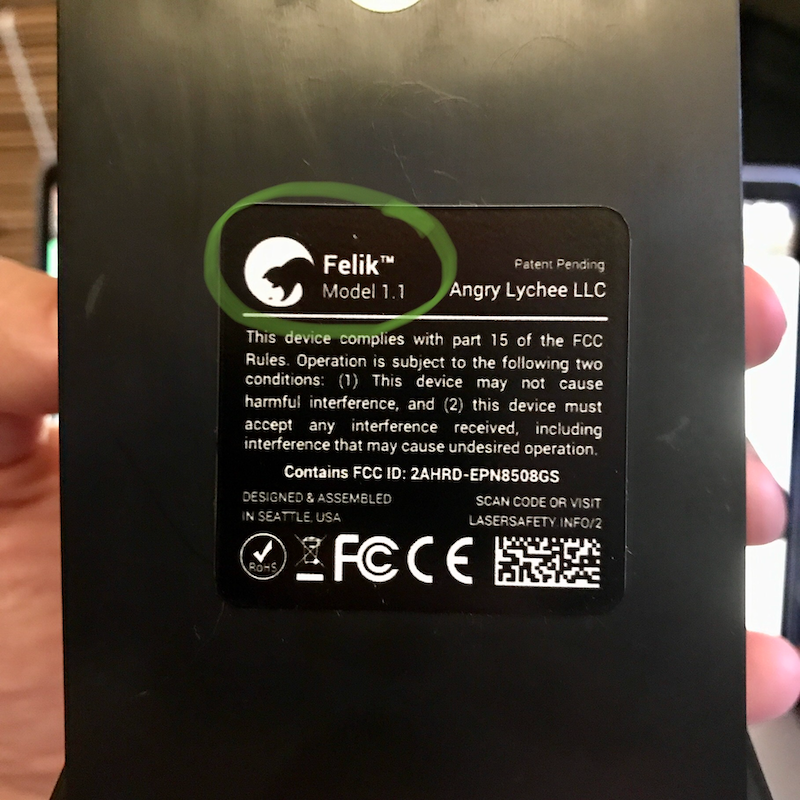 Felik™
Model 1.1
Patent Pending
Angry Lychee LLC
This device complies with part 15 of the FCC
Rules. Operation is subject to the following two
conditions: (1) This device may not cause
harmful interference, and (2) this device must
accept any interference received, including
interference that may cause undesired operation.
Contains FCC ID: 2AHRD-EPN8508GS
DESIGNED & ASSEMBLED
IN SEATTLE, USA
SCAN CODE OR VISIT
LASERSAFETY.INFO/2
RoHS
FC CE